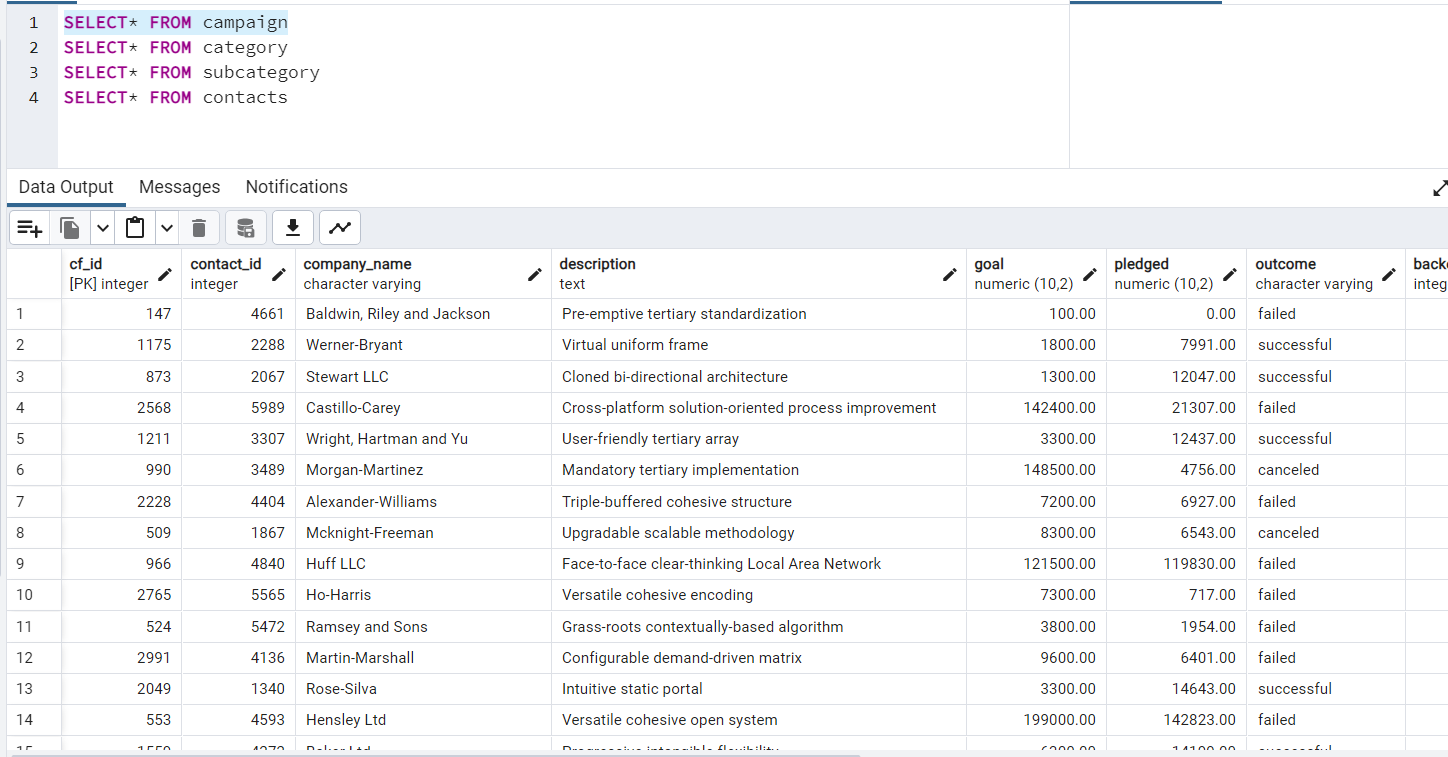 1 SELECT* FROM campaign
2 SELECT* FROM category
3 SELECT* FROM subcategory
4 SELECT* FROM contacts
Data Output Messages Notifications
cf_id contact_id company_name description goal pledged outcome
[PK] integer integer character varying text numeric (10,2) numeric (10,2) character varying
1 147 4661 Baldwin, Riley and Jackson Pre-emptive tertiary standardization 100.00 0.00 failed
2 1175 2288 Werner-Bryant Virtual uniform frame 1800.00 7991.00 successful
3 873 2067 Stewart LLC Cloned bi-directional architecture 1300.00 12047.00 successful
4 2568 5989 Castillo-Carey Cross-platform solution-oriented process improvement 142400.00 21307.00 failed
5 1211 3307 Wright, Hartman and Yu User-friendly tertiary array 3300.00 12437.00 successful
6 990 3489 Morgan-Martinez Mandatory tertiary implementation 148500.00 4756.00 canceled
7 2228 4404 Alexander-Williams Triple-buffered cohesive structure 7200.00 6927.00 failed
8 509 1867 Mcknight-Freeman Upgradable scalable methodology 8300.00 6543.00 canceled
9 966 4840 Huff LLC Face-to-face clear-thinking Local Area Network 121500.00 119830.00 failed
10 2765 5565 Ho-Harris Versatile cohesive encoding 7300.00 717.00 failed
11 524 5472 Ramsey and Sons Grass-roots contextually-based algorithm 3800.00 1954.00 failed
12 2991 4136 Martin-Marshall Configurable demand-driven matrix 9600.00 6401.00 failed
13 2049 1340 Rose-Silva Intuitive static portal 3300.00 14643.00 successful
14 553 4593 Hensley Ltd Versatile cohesive open system 199000.00 142823.00 failed